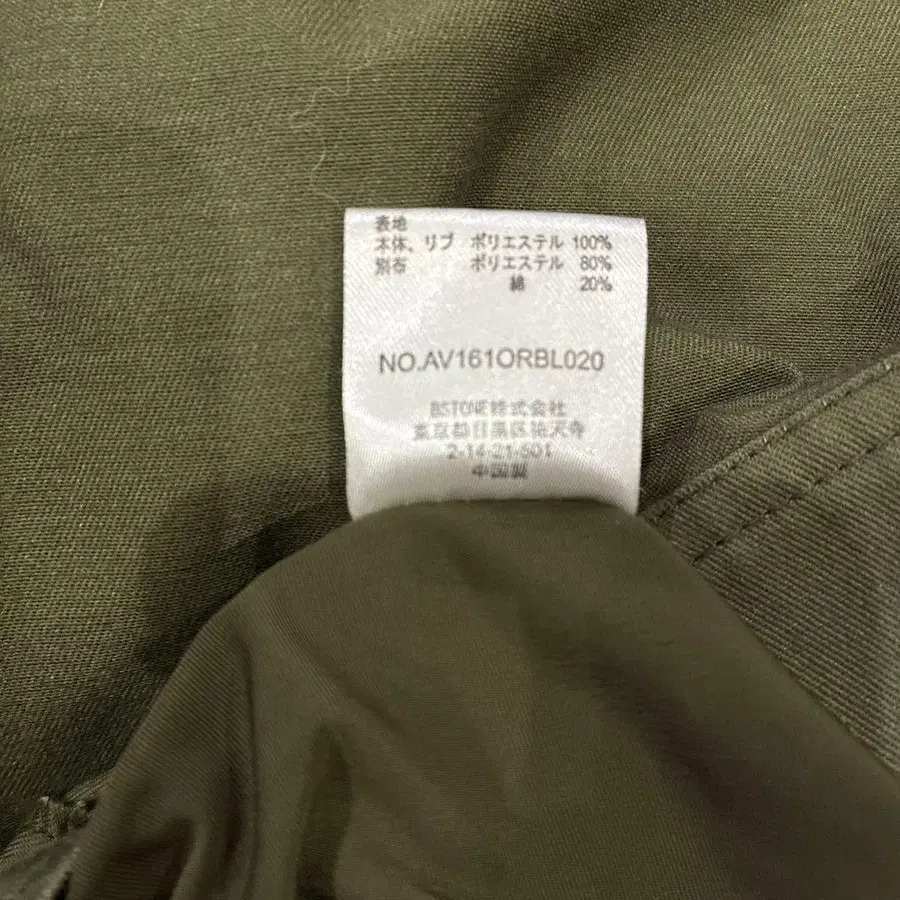 表地
本体、リブ ポリエステル 100%
別布 ポリエステル 80%
綿 20%
NO.AV161ORBL020
BSTONE株式会社
東京都目黒区祐天寺
2-14-21-501
中国製